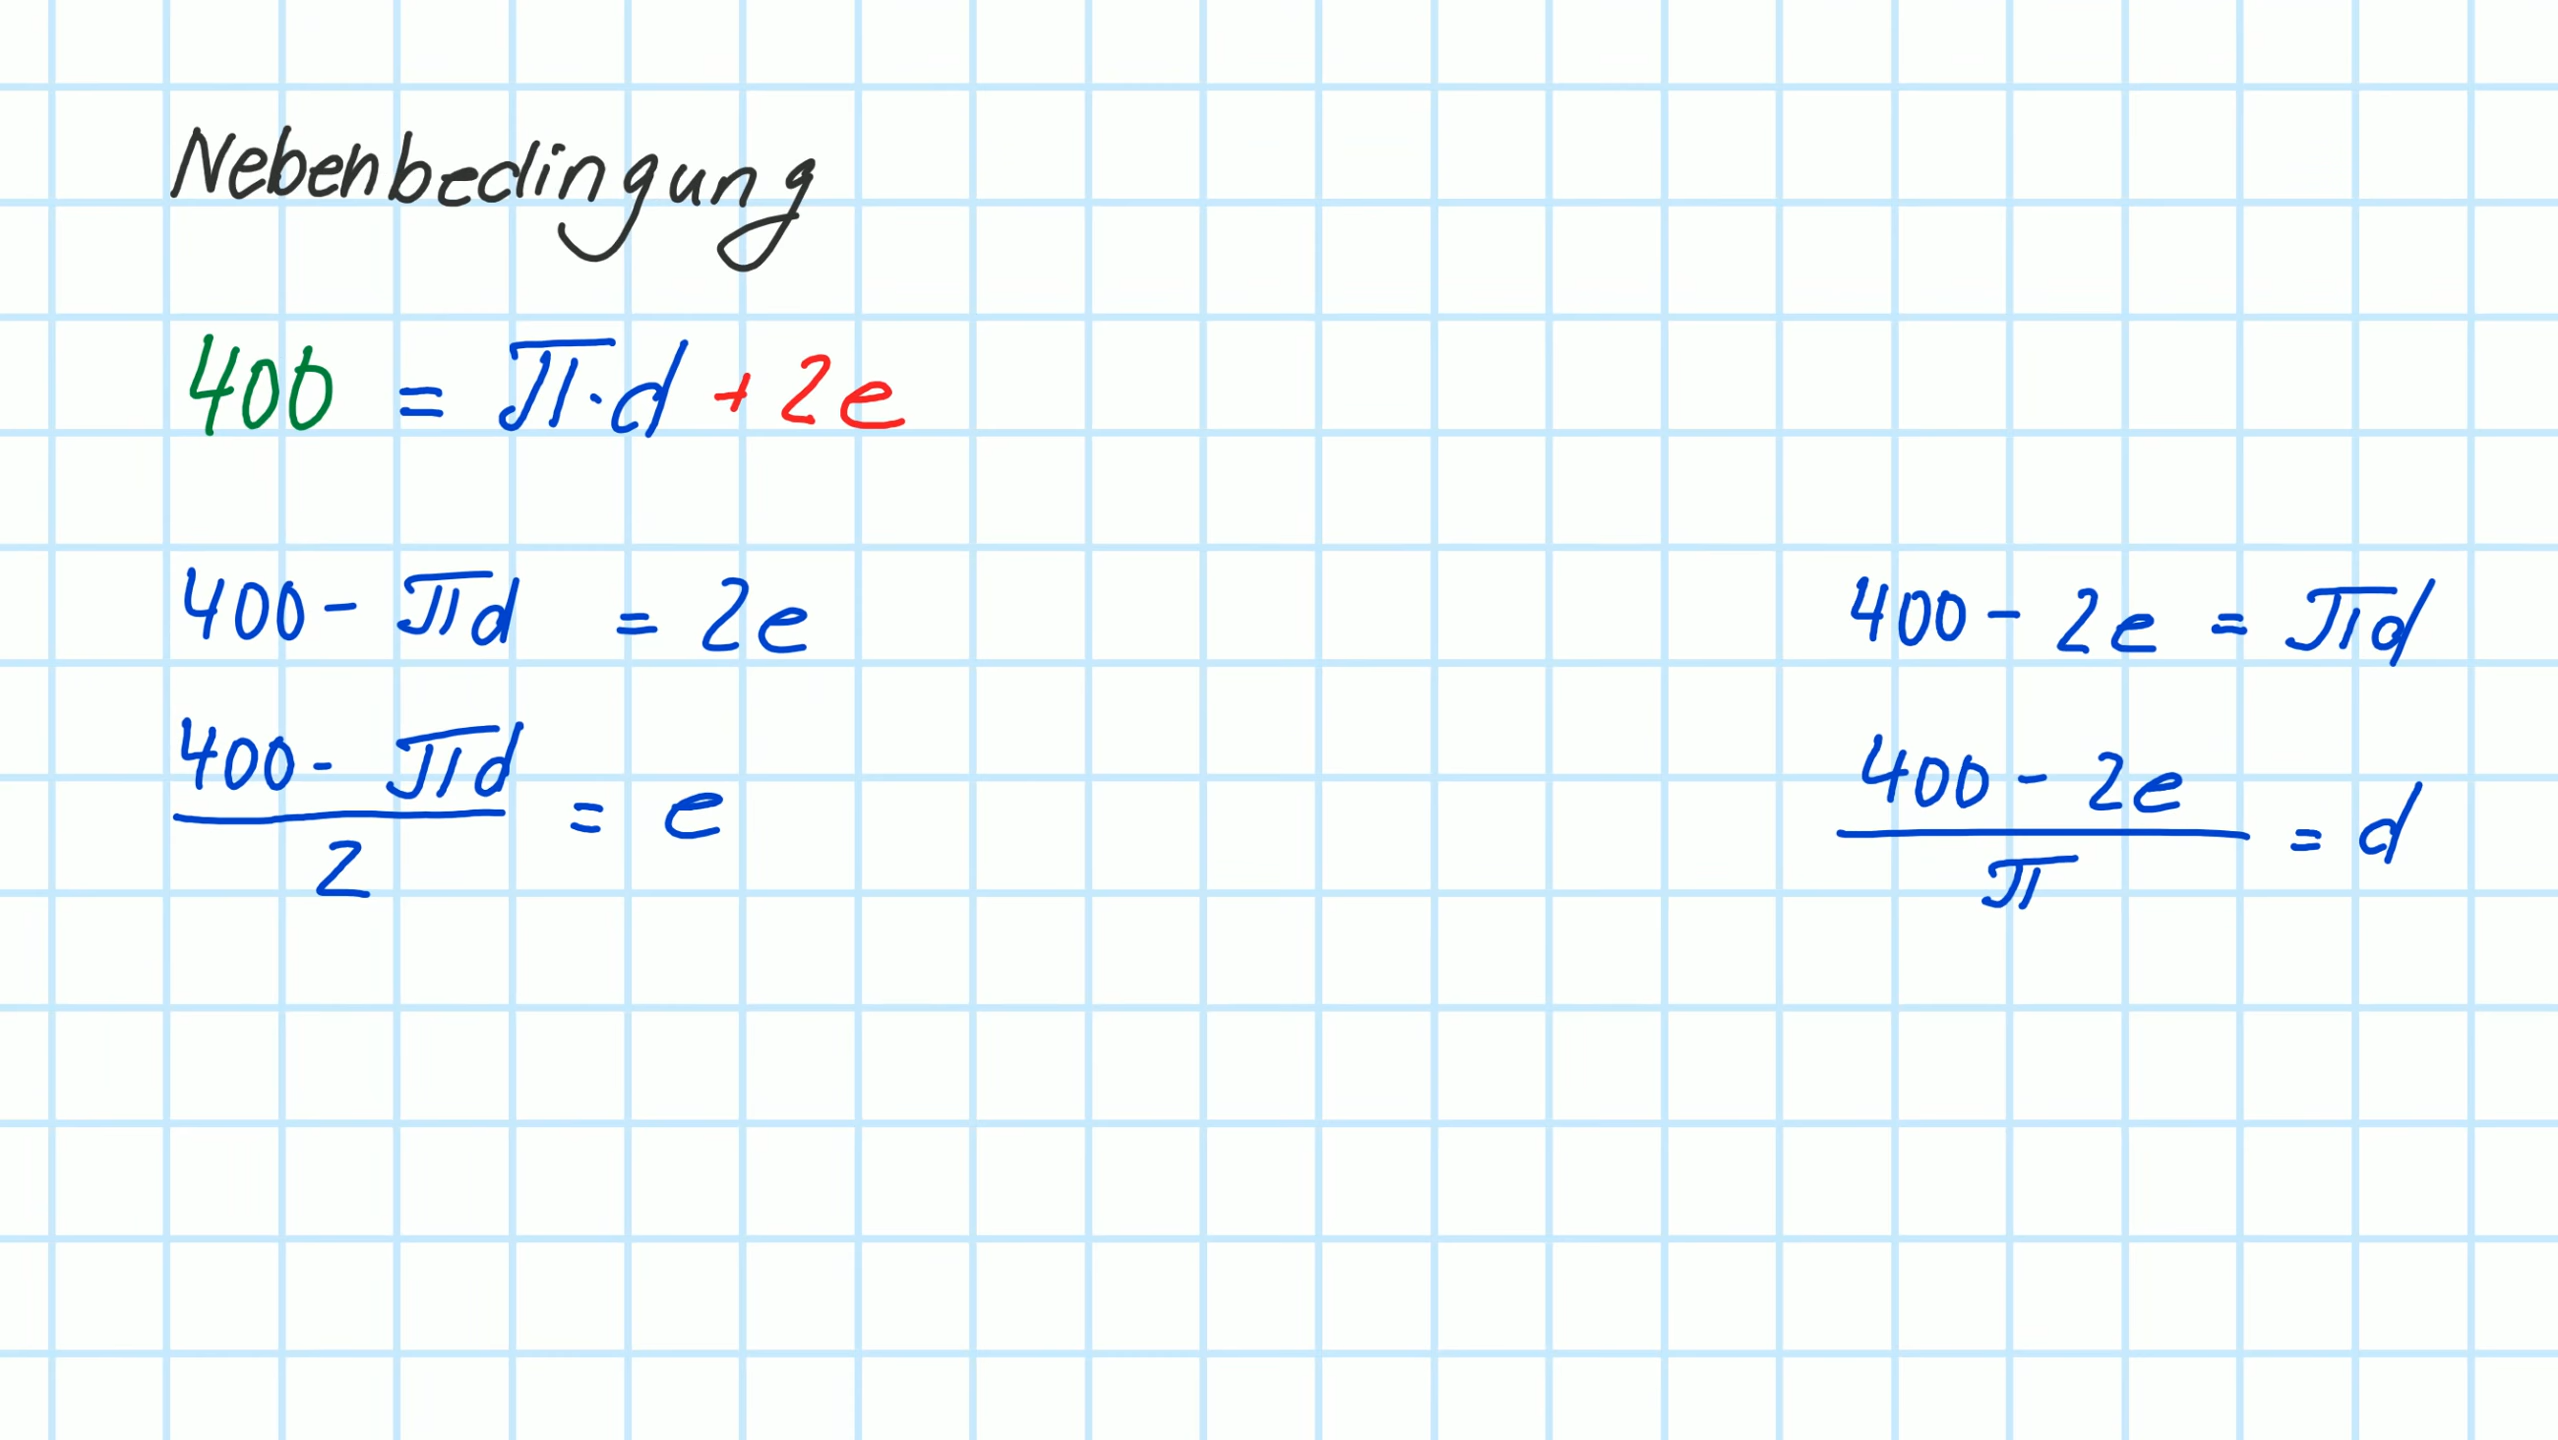 Nebenbedingung
400 = π·d + 2e
400 - πd = 2e
400 - πd / 2 = e
400 - 2e = πd
400 - 2e / π = d